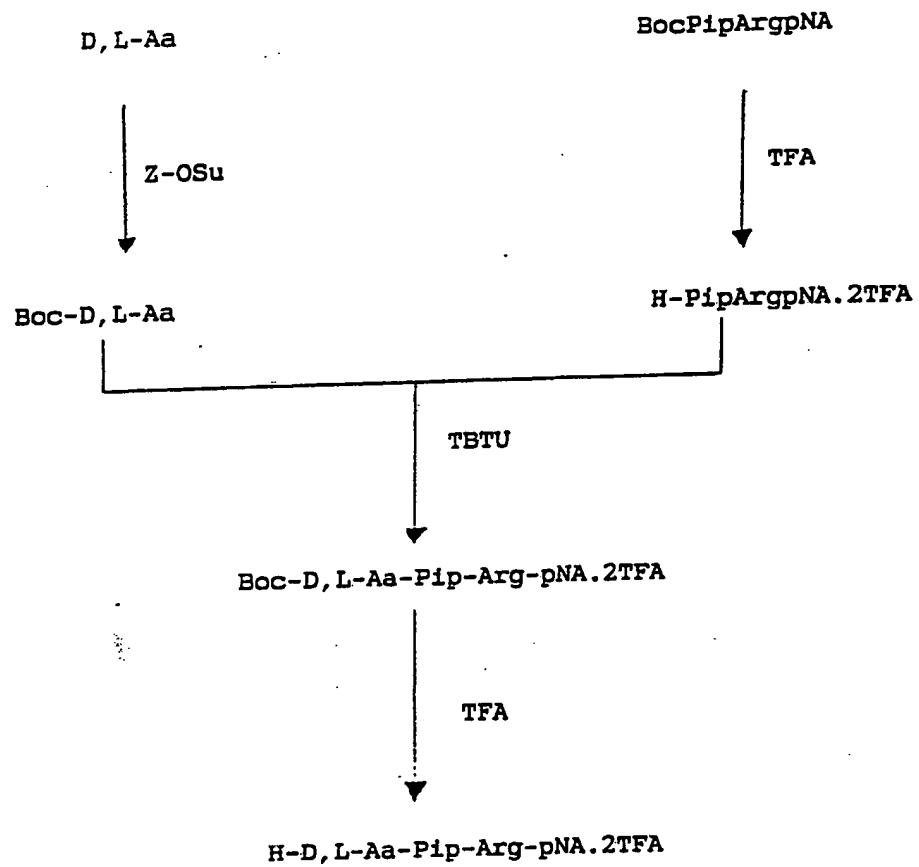 D,L-Aa
BocPipArgpNA
Z-OSu
TFA
Boc-D,L-Aa
H-PipArgpNA.2TFA
TBTU
Boc-D,L-Aa-Pip-Arg-pNA.2TFA
TFA
H-D,L-Aa-Pip-Arg-pNA.2TFA